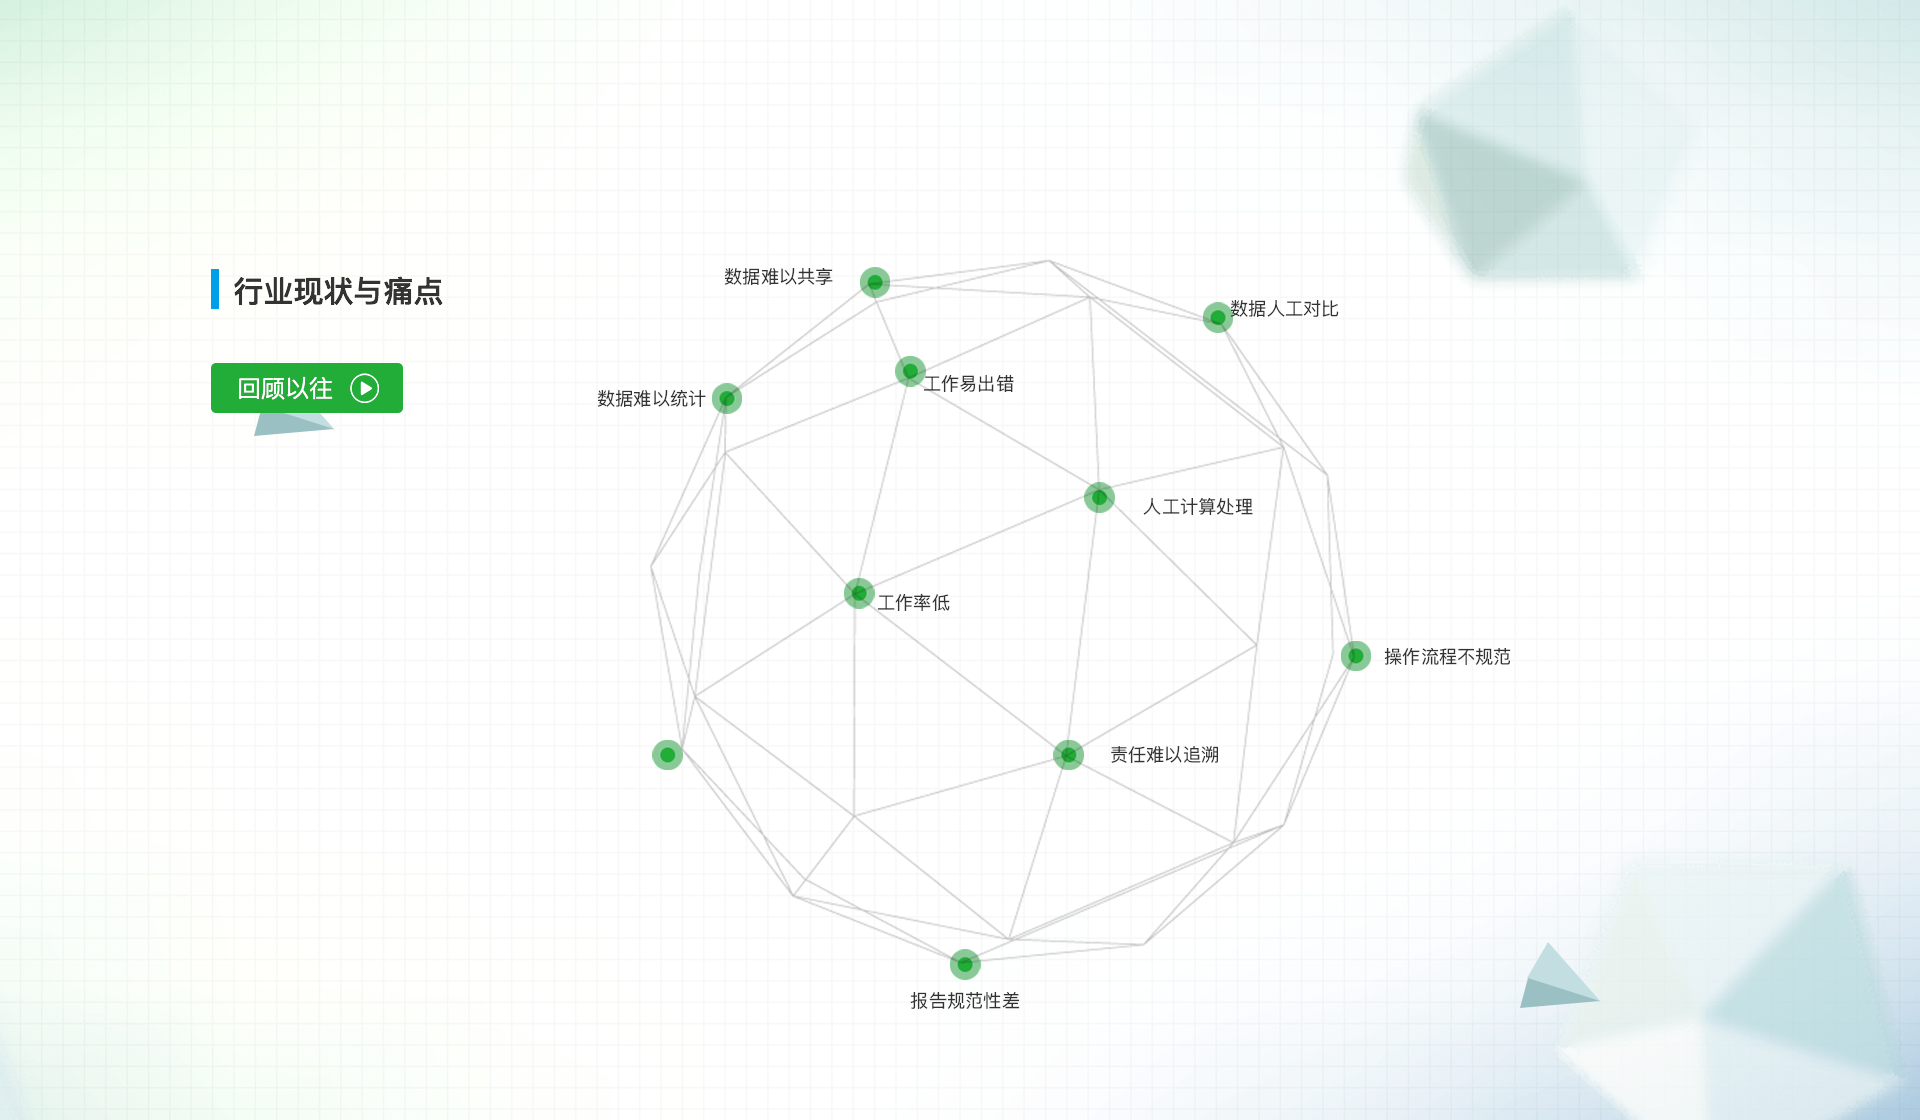 行业现状与痛点
回顾以往
数据难以共享
数据人工对比
工作易出错
数据难以统计
人工计算处理
工作率低
操作流程不规范
责任难以追溯
报告规范性差